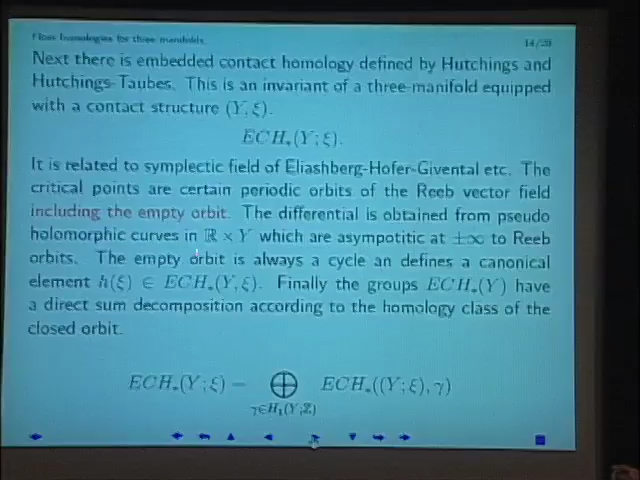 Floer homologies for three manifolds
14/29
Next there is embedded contact homology defined by Hutchings and
Hutchings-Taubes. This is an invariant of a three-manifold equipped
with a contact structure (Y, ξ).
ECH∗(Y; ξ).
It is related to symplectic field of Eliashberg-Hofer-Givental etc. The
critical points are certain periodic orbits of the Reeb vector field
including the empty orbit. The differential is obtained from pseudo
holomorphic curves in ℝ × Y which are asympotitic at ±∞ to Reeb
orbits. The empty orbit is always a cycle an defines a canonical
element h(ξ) ∈ ECH∗(Y, ξ). Finally the groups ECH∗(Y) have
a direct sum decomposition according to the homology class of the
closed orbit.
ECH∗(Y; ξ) = ⊕ ECH∗((Y; ξ), γ)
γ∈H₁(Y;ℤ)